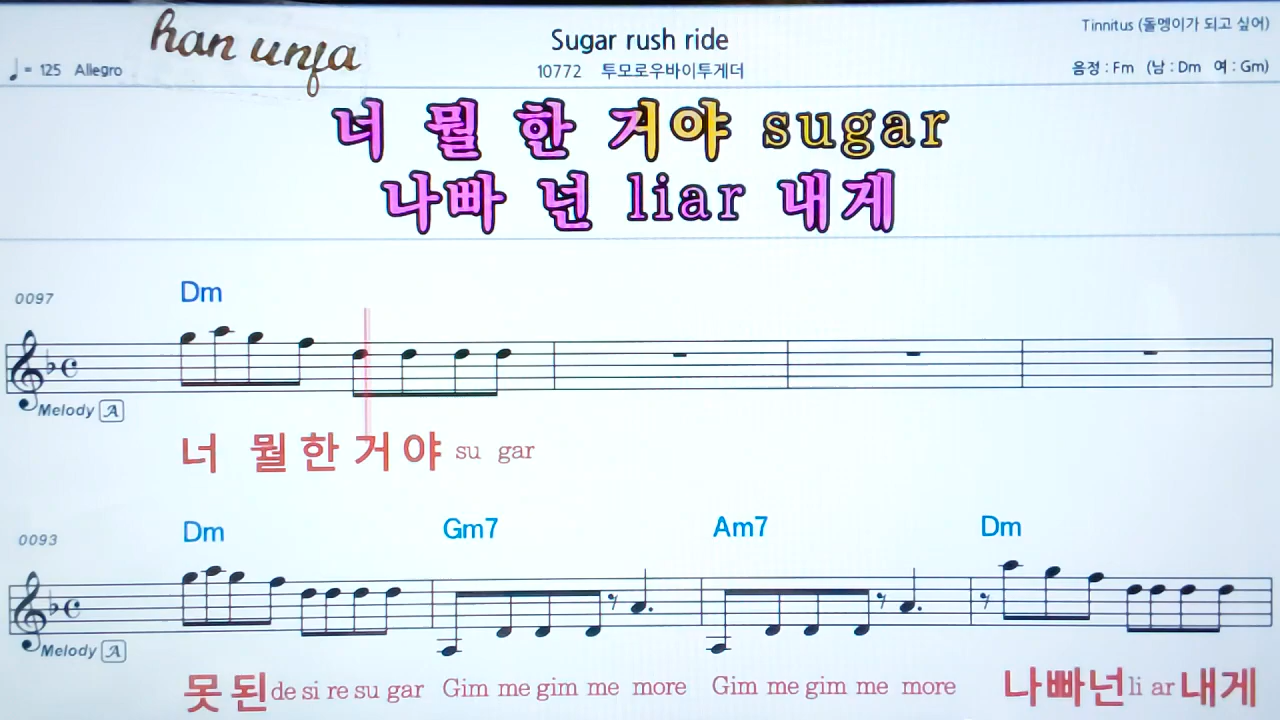 han unfa
Sugar rush ride
Tinnitus (돌멩이가 되고 싶어)
♩= 125 Allegro
10772 투모로우바이투게더
음정 : Fm (남 : Dm 여 : Gm)
너 뭘 한 거야 sugar
나빠 넌 liar 내게
0097
Dm
Melody A
너 뭘 한 거 야 su gar
0093
Dm Gm7 Am7 Dm
Melody A
못 된 de si re su gar Gim me gim me more Gim me gim me more 나 빠 넌 li ar 내 게